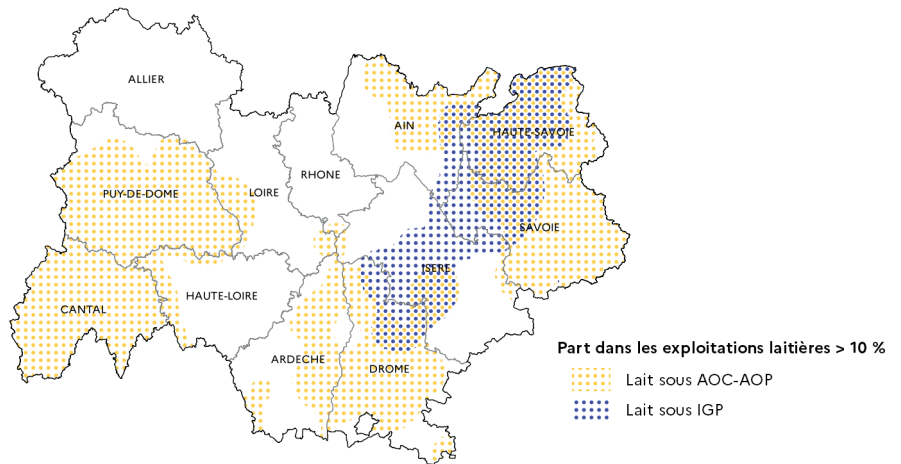 ALLIER
AIN
HAUTE-SAVOIE
RHONE
PUY-DE-DOME
LOIRE
SAVOIE
ISERE
HAUTE-LOIRE
CANTAL
ARDECHE
DROME
Part dans les exploitations laitières > 10 %
Lait sous AOC-AOP
Lait sous IGP